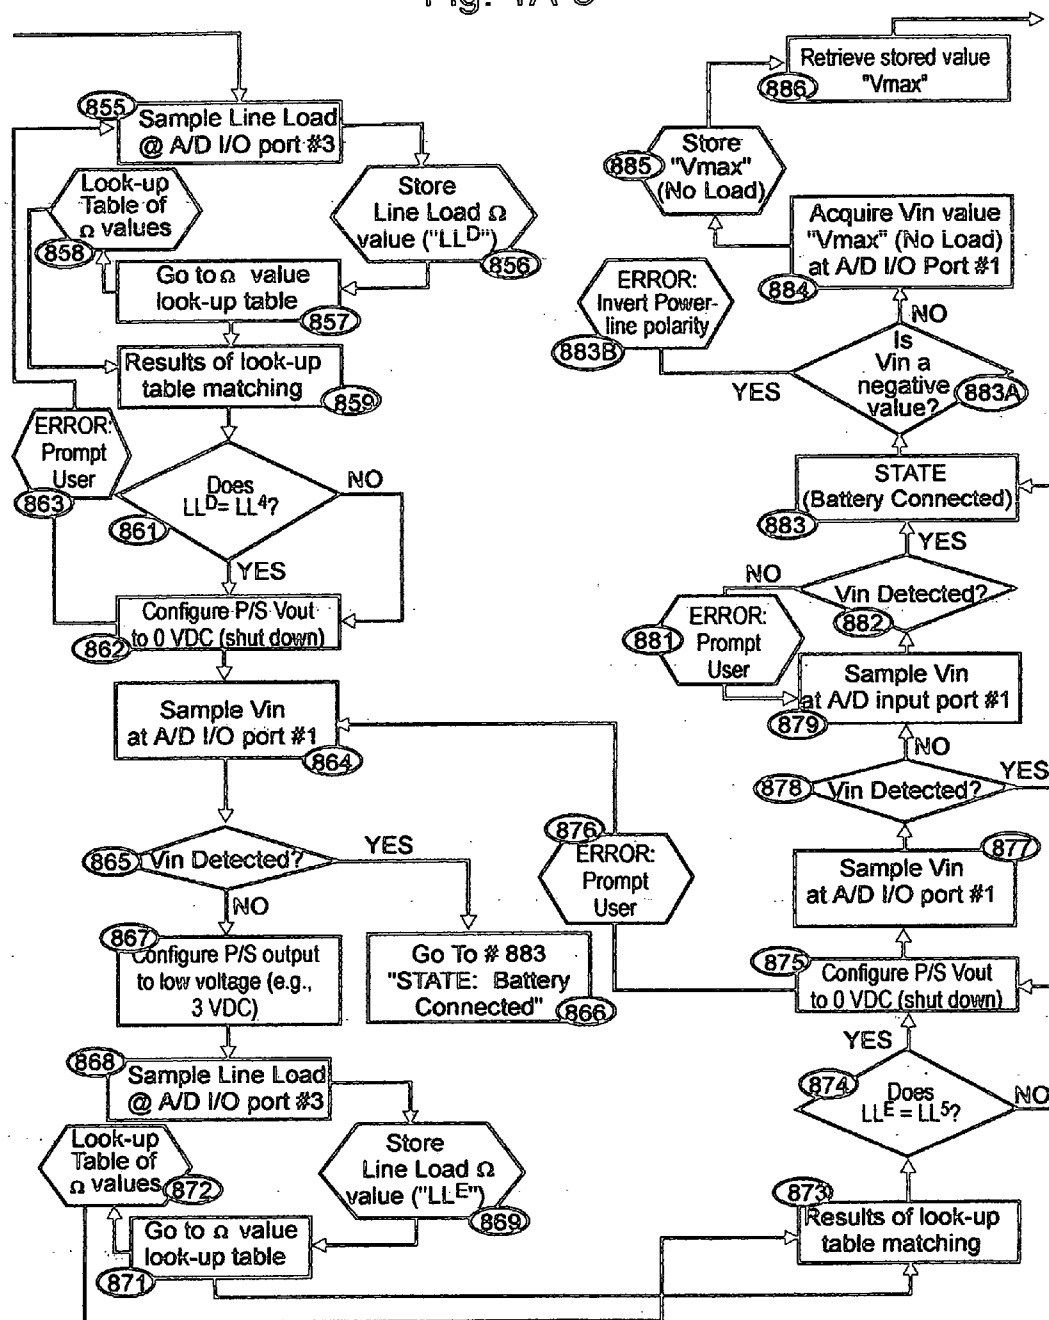 855
Sample Line Load
@ A/D I/O port #3
Look-up
Table of
Ω values
858
Store
Line Load Ω
value ("LLD")
856
Go to Ω value
look-up table
857
Results of look-up
table matching
859
ERROR:
Prompt
User
863
Does
LLD = LL4?
861
NO
YES
Configure P/S Vout
to 0 VDC (shut down)
862
Sample Vin
at A/D I/O port #1
864
865
Vin Detected?
YES
NO
867
Configure P/S output
to low voltage (e.g.,
3 VDC)
Go To # 883
"STATE: Battery
Connected"
866
868
Sample Line Load
@ A/D I/O port #3
Look-up
Table of
Ω values
872
Store
Line Load Ω
value ("LLE")
869
Go to Ω value
look-up table
871
Retrieve stored value
"Vmax"
886
Store
"Vmax"
(No Load)
885
Acquire Vin value
"Vmax" (No Load)
at A/D I/O Port #1
884
ERROR:
Invert Power-
line polarity
883B
NO
YES
Is
Vin a
negative
value?
883A
STATE
(Battery Connected)
883
YES
NO
Vin Detected?
882
ERROR:
Prompt
User
881
Sample Vin
at A/D input port #1
879
NO
YES
878
Vin Detected?
877
Sample Vin
at A/D I/O port #1
876
ERROR:
Prompt
User
875
Configure P/S Vout
to 0 VDC (shut down)
YES
874
Does
LLE = LL5?
NO
873
Results of look-up
table matching